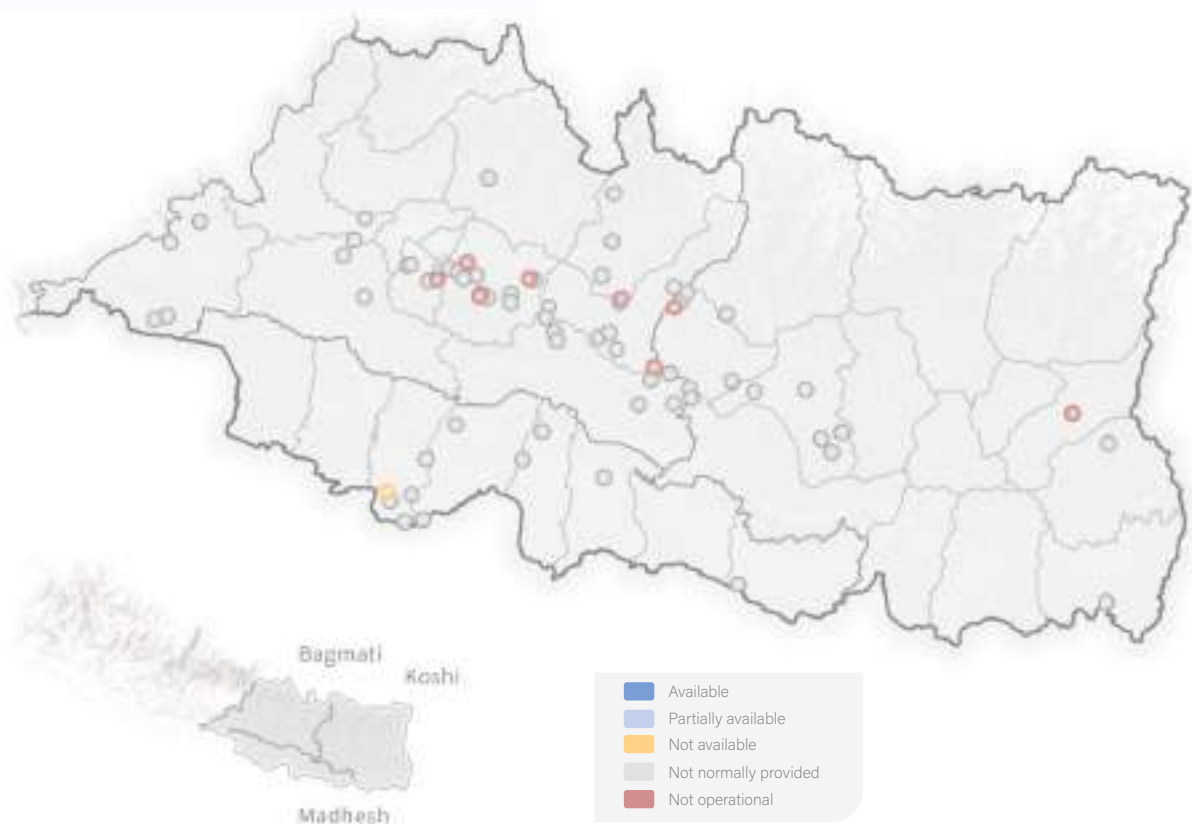 Bagmati
Koshi
Madhesh
Available
Partially available
Not available
Not normally provided
Not operational